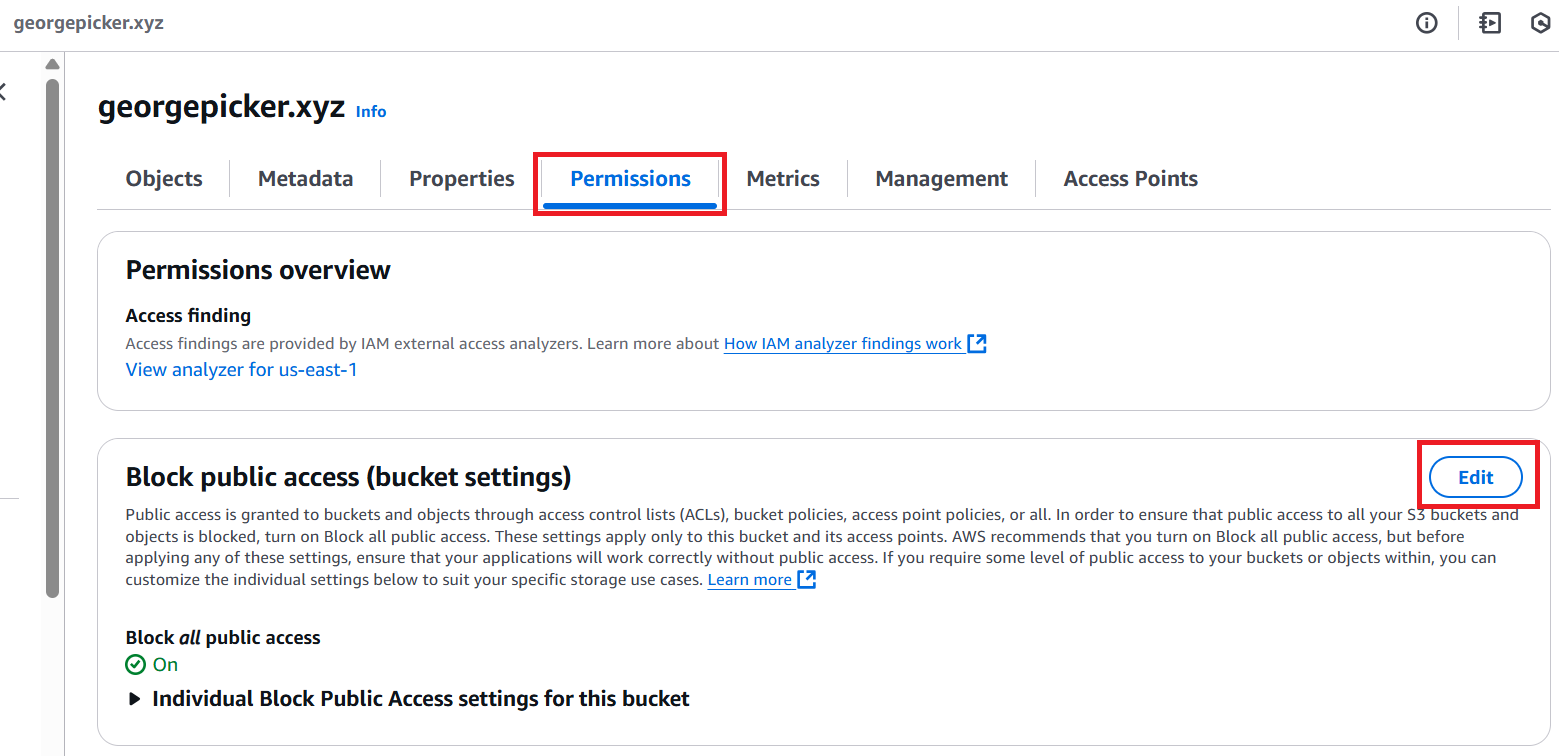 georgepicker.xyz
georgepicker.xyz Info
Objects Metadata Properties Permissions Metrics Management Access Points
Permissions overview
Access finding
Access findings are provided by IAM external access analyzers. Learn more about How IAM analyzer findings work
View analyzer for us-east-1
Block public access (bucket settings)
Edit
Public access is granted to buckets and objects through access control lists (ACLs), bucket policies, access point policies, or all. In order to ensure that public access to all your S3 buckets and
objects is blocked, turn on Block all public access. These settings apply only to this bucket and its access points. AWS recommends that you turn on Block all public access, but before
applying any of these settings, ensure that your applications will work correctly without public access. If you require some level of public access to your buckets or objects within, you can
customize the individual settings below to suit your specific storage use cases. Learn more
Block all public access
On
Individual Block Public Access settings for this bucket